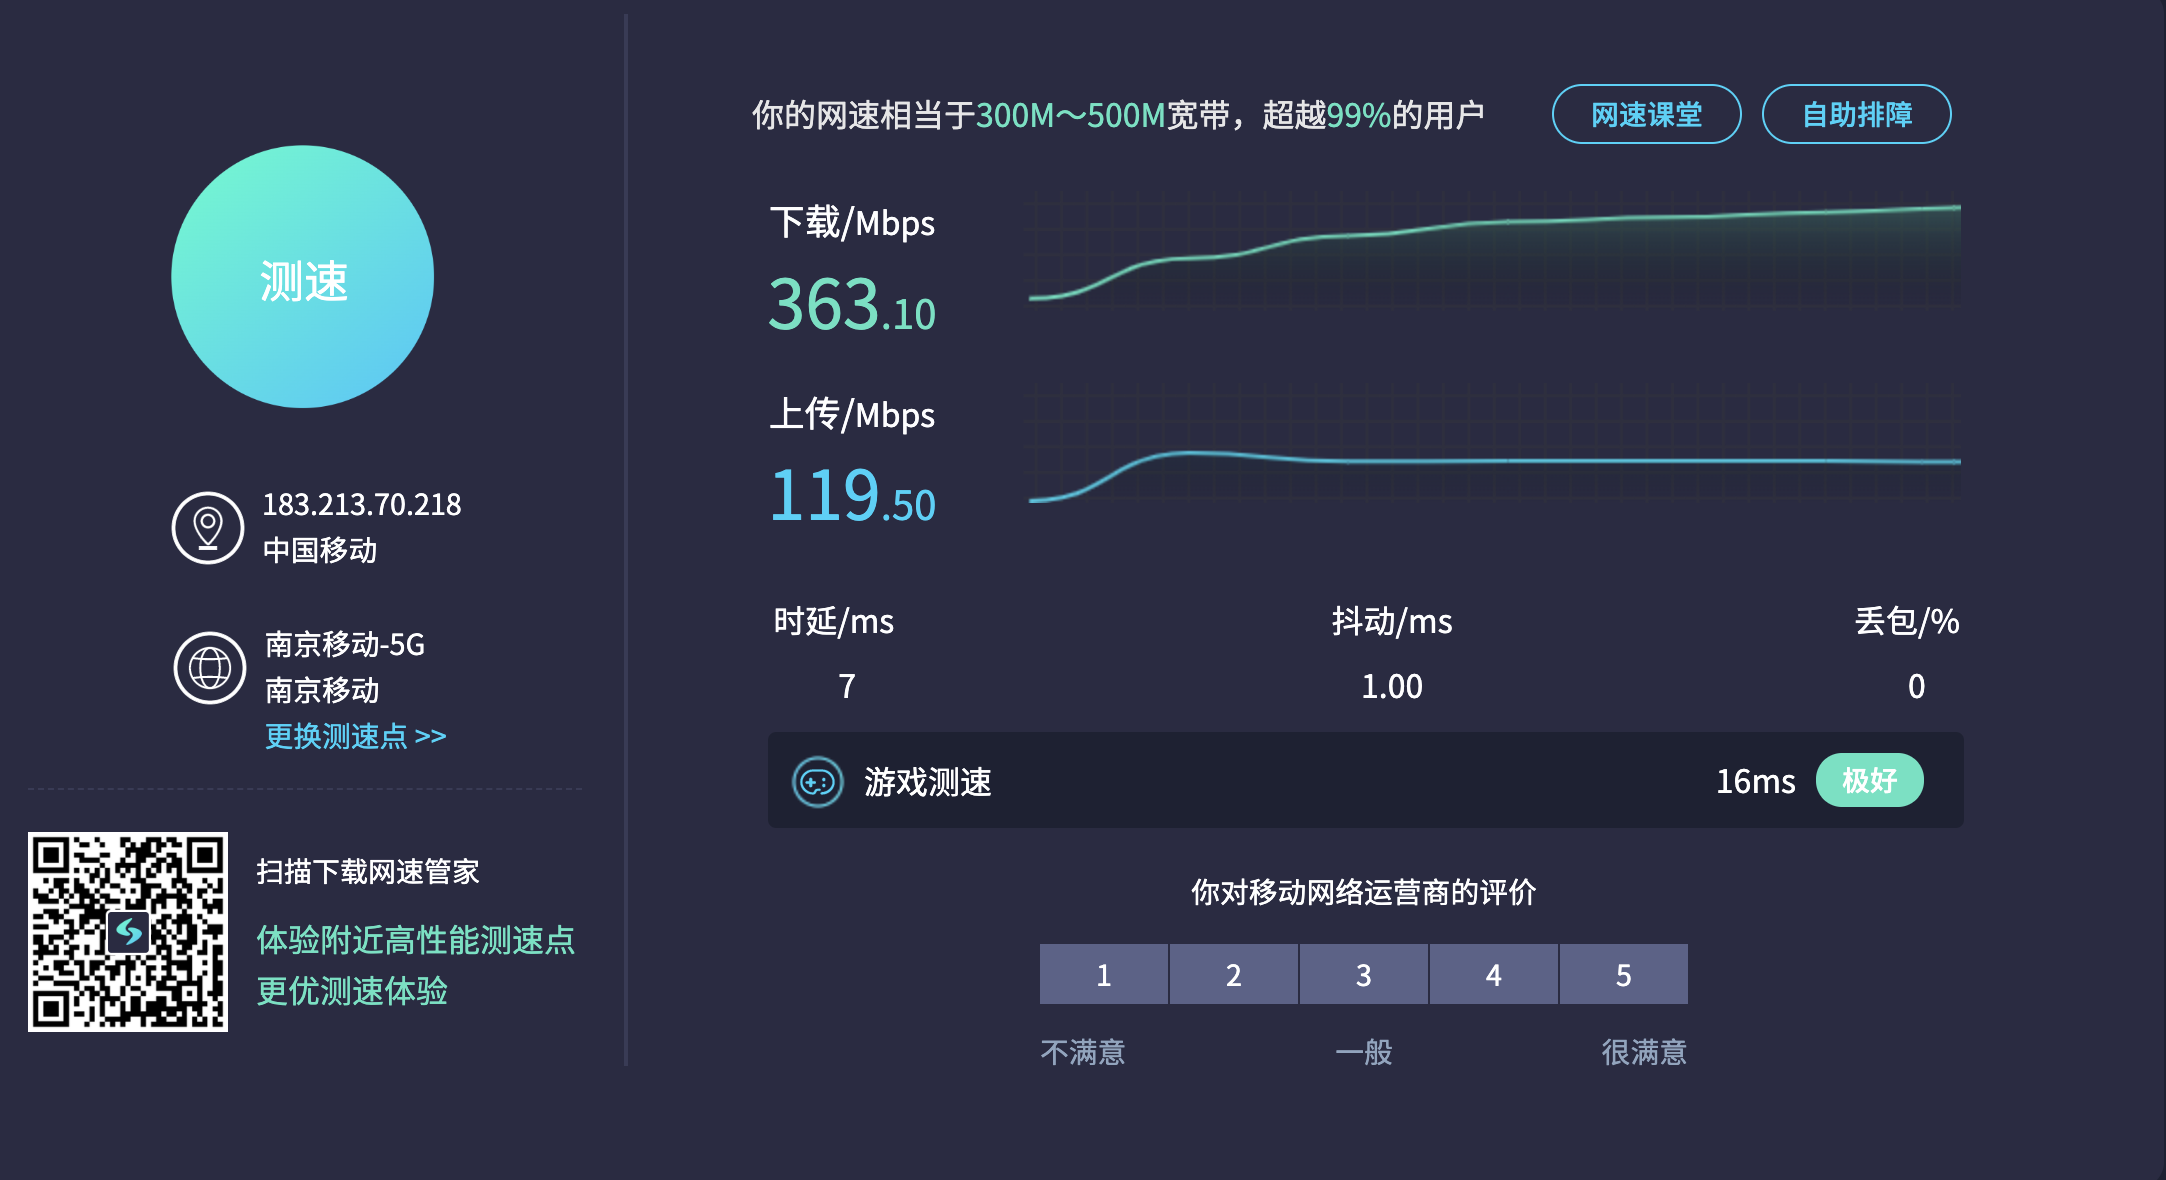 测速
183.213.70.218
中国移动
南京移动-5G
南京移动
更换测速点 >>
扫描下载网速管家
体验附近高性能测速点
更优测速体验
你的网速相当于300M～500M宽带，超越99%的用户
网速课堂
自助排障
下载/Mbps
363.10
上传/Mbps
119.50
时延/ms
抖动/ms
丢包/%
7
1.00
0
游戏测速
16ms
极好
你对移动网络运营商的评价
1
2
3
4
5
不满意
一般
很满意